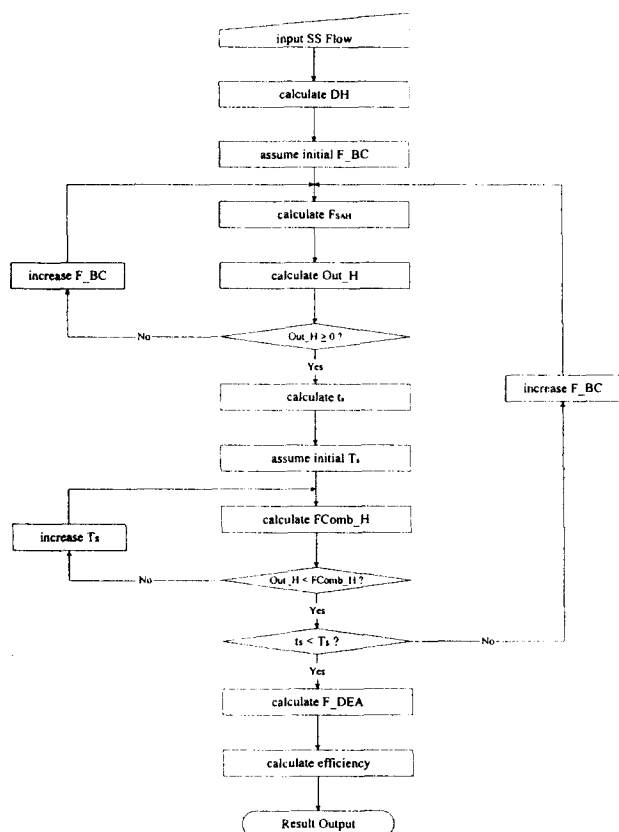 input SS Flow
calculate DH
assume initial F_BC
calculate FSAH
increase F_BC
calculate Out_H
No
Out_H ≥ 0 ?
Yes
increase F_BC
calculate ts
assume initial Ts
calculate FComb_H
increase Ts
No
Out_H < FComb_H ?
Yes
ts < Ts ?
No
Yes
calculate F_DEA
calculate efficiency
Result Output